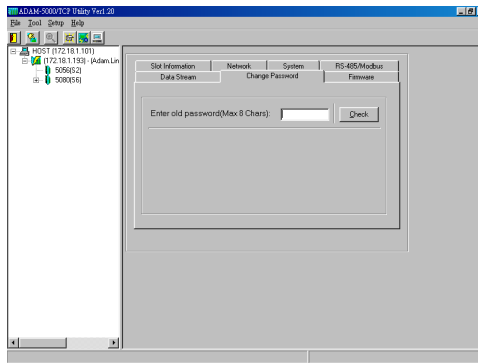 ADAM-5000/TCP Utility Ver1.20
File Tool Setup Help
HOST (172.18.1.101)
(172.18.1.193) - (Adam.Lin
5056(S2)
5080(S6)
Slot Information Network System RS-485/Modbus
Data Stream Change Password Firmware
Enter old password(Max 8 Chars): Check